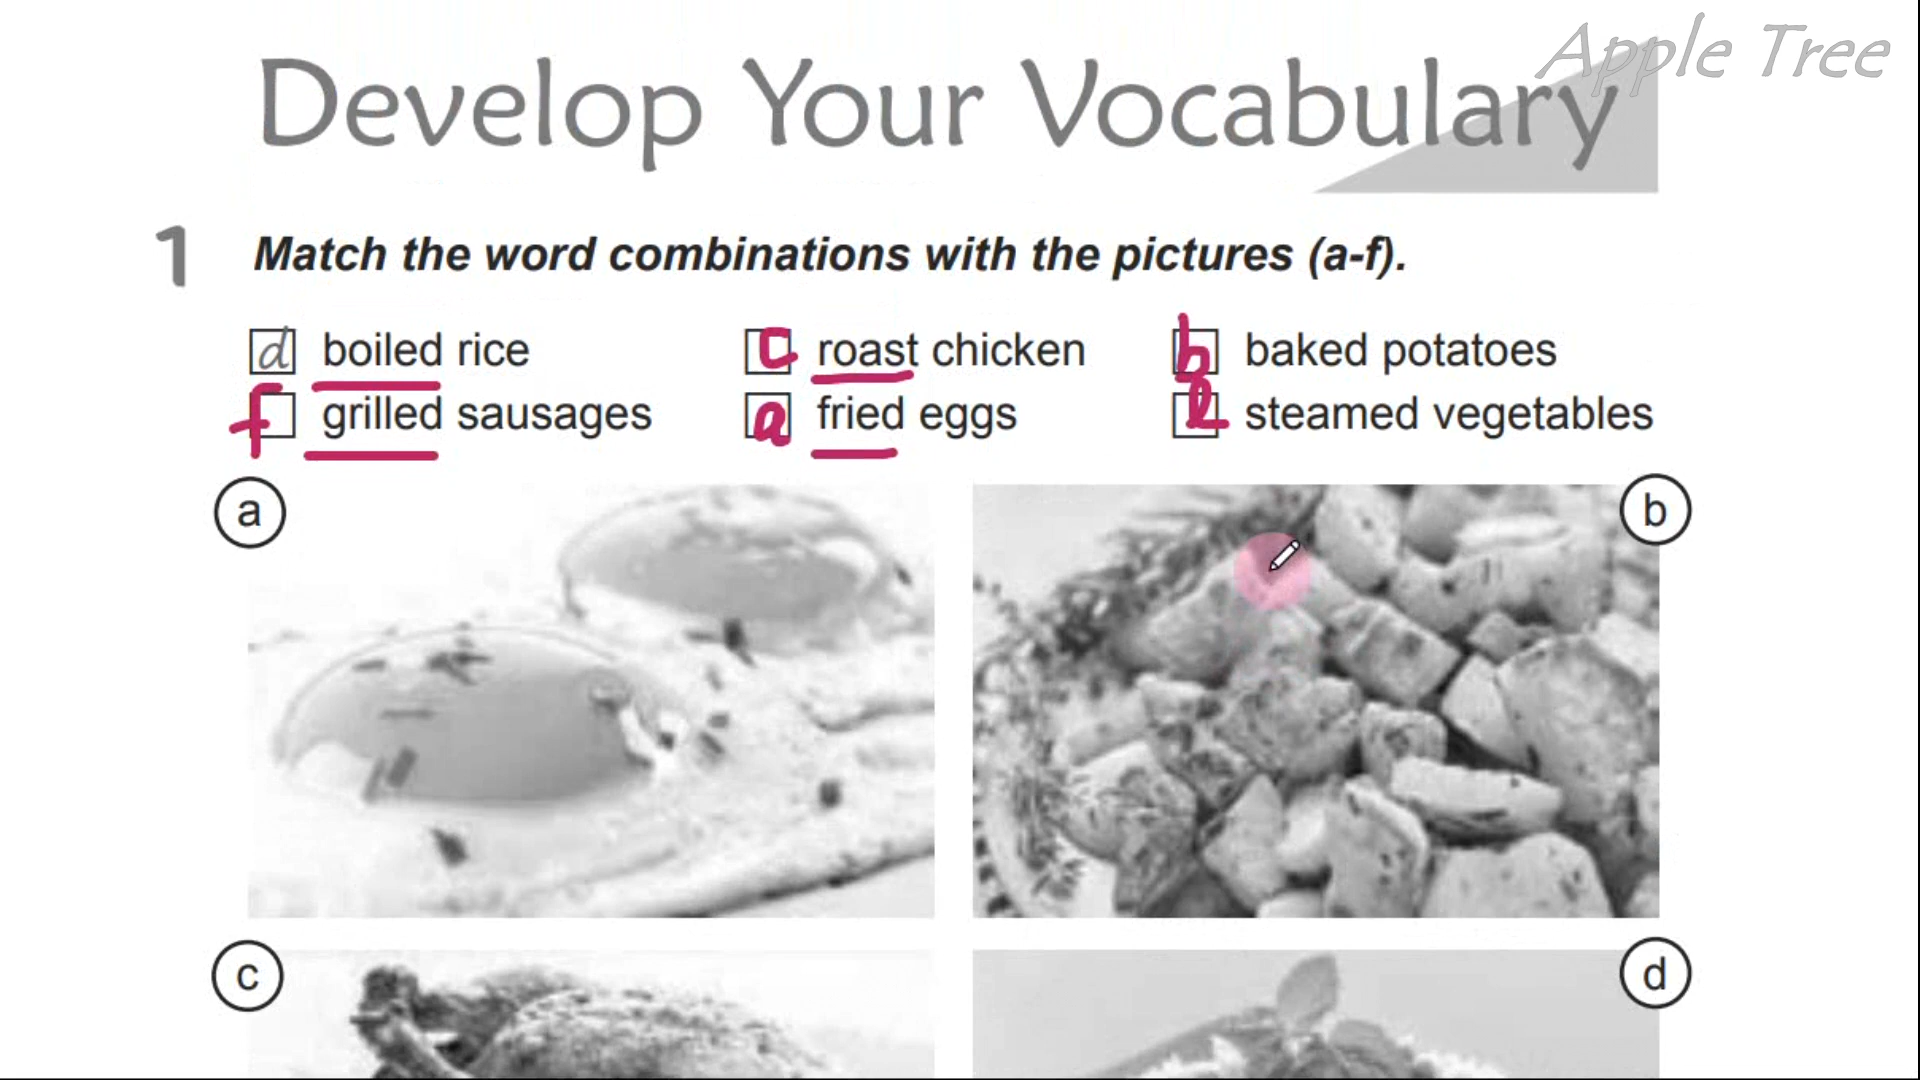 Apple Tree
Develop Your Vocabulary
1 Match the word combinations with the pictures (a-f).
d boiled rice c roast chicken b baked potatoes
f grilled sausages a fried eggs e steamed vegetables
a
b
c
d